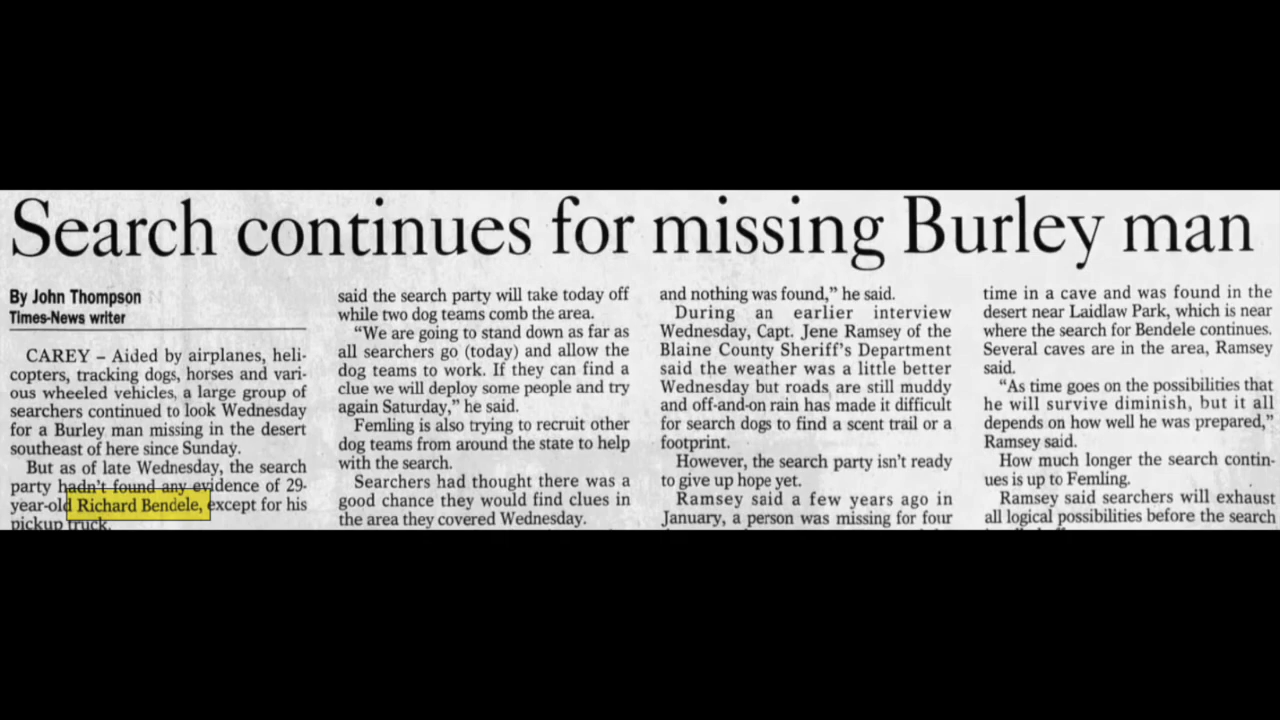 Search continues for missing Burley man
By John Thompson
Times-News writer
CAREY – Aided by airplanes, heli-
copters, tracking dogs, horses and vari-
ous wheeled vehicles, a large group of
searchers continued to look Wednesday
for a Burley man missing in the desert
southeast of here since Sunday.
But as of late Wednesday, the search
party hadn't found any evidence of 29-
year-old Richard Bendele, except for his
pickup truck.
said the search party will take today off
while two dog teams comb the area.
“We are going to stand down as far as
all searchers go (today) and allow the
dog teams to work. If they can find a
clue we will deploy some people and try
again Saturday,” he said.
Femling is also trying to recruit other
dog teams from around the state to help
with the search.
Searchers had thought there was a
good chance they would find clues in
the area they covered Wednesday.
and nothing was found,” he said.
During an earlier interview
Wednesday, Capt. Jene Ramsey of the
Blaine County Sheriff's Department
said the weather was a little better
Wednesday but roads are still muddy
and off-and-on rain has made it difficult
for search dogs to find a scent trail or a
footprint.
However, the search party isn't ready
to give up hope yet.
Ramsey said a few years ago in
January, a person was missing for four
time in a cave and was found in the
desert near Laidlaw Park, which is near
where the search for Bendele continues.
Several caves are in the area, Ramsey
said.
“As time goes on the possibilities that
he will survive diminish, but it all
depends on how well he was prepared,”
Ramsey said.
How much longer the search contin-
ues is up to Femling.
Ramsey said searchers will exhaust
all logical possibilities before the search